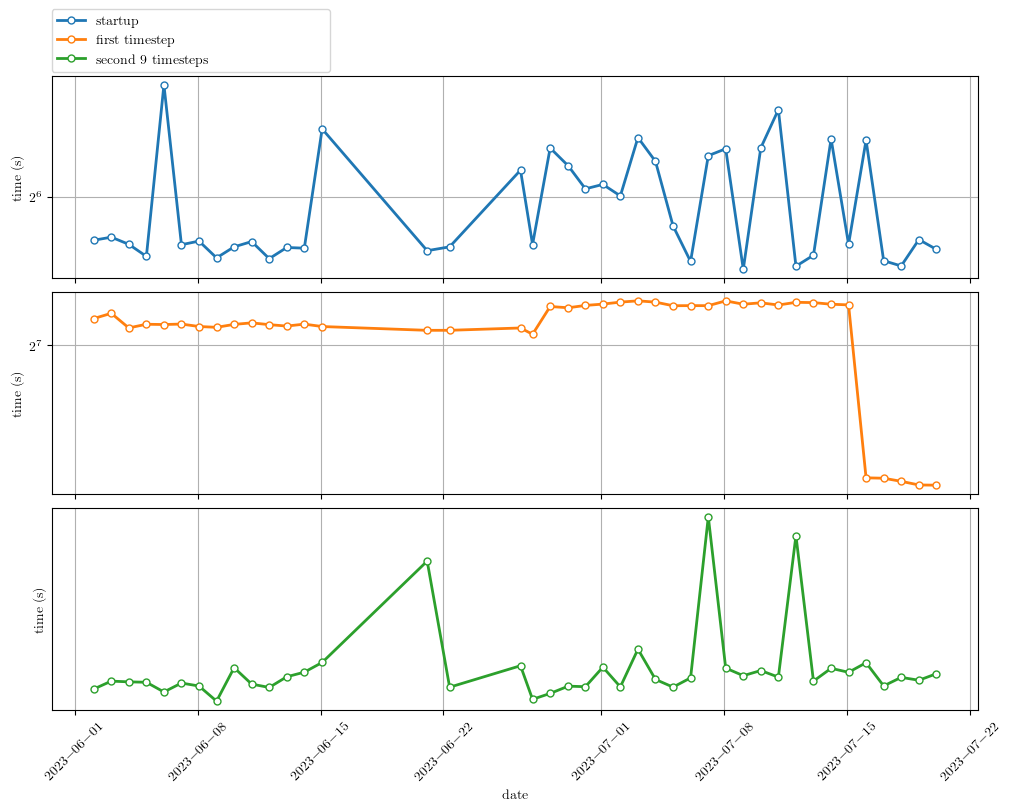 startup
first timestep
second 9 timesteps
time (s)
2^6
time (s)
2^7
time (s)
2023−06−01
2023−06−08
2023−06−15
2023−06−22
2023−07−01
2023−07−08
2023−07−15
2023−07−22
date